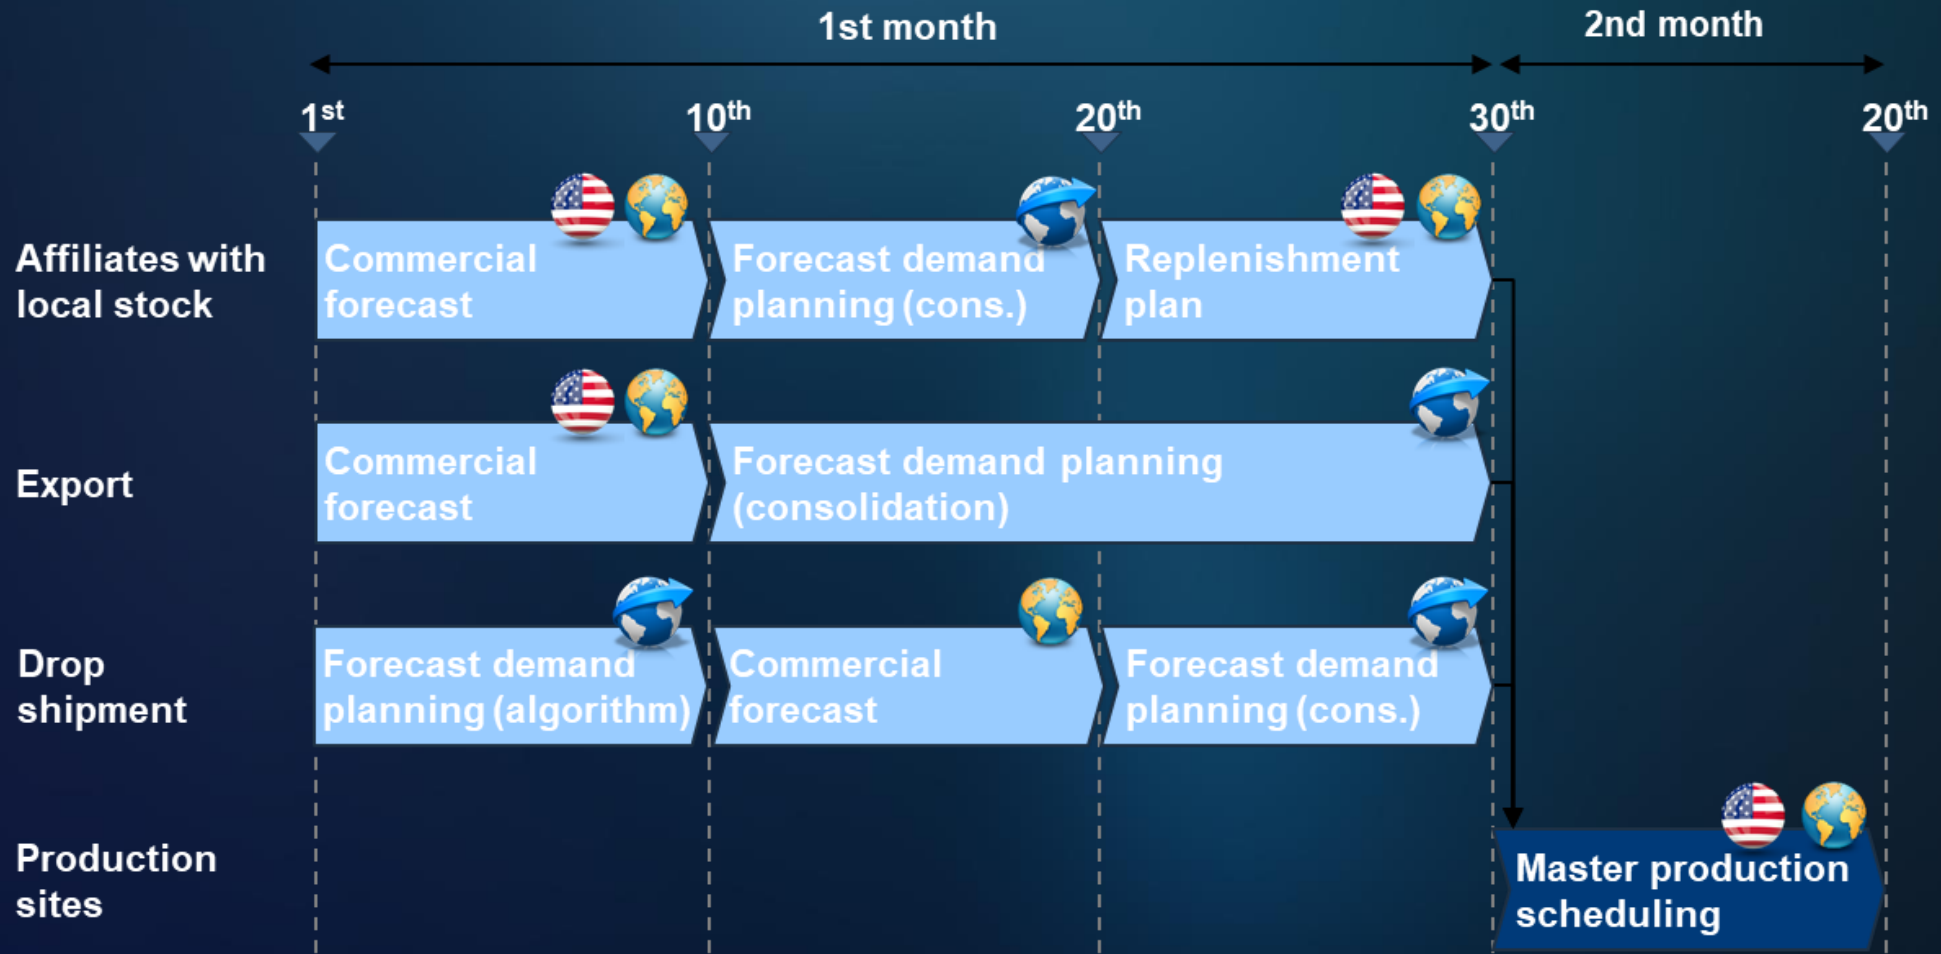 1st month
2nd month
1st
10th
20th
30th
20th
Affiliates with
local stock
Commercial
forecast
Forecast demand
planning (cons.)
Replenishment
plan
Export
Commercial
forecast
Forecast demand planning
(consolidation)
Drop
shipment
Forecast demand
planning (algorithm)
Commercial
forecast
Forecast demand
planning (cons.)
Production
sites
Master production
scheduling